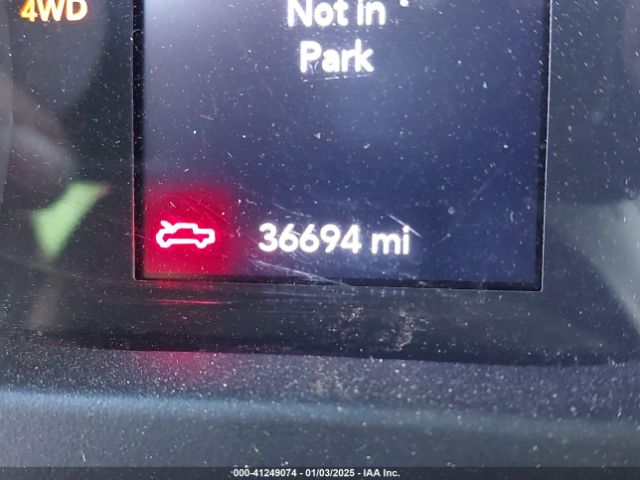 4WD
Not in
Park
36694 mi
000-41249074 - 01/03/2025 - IAA Inc.